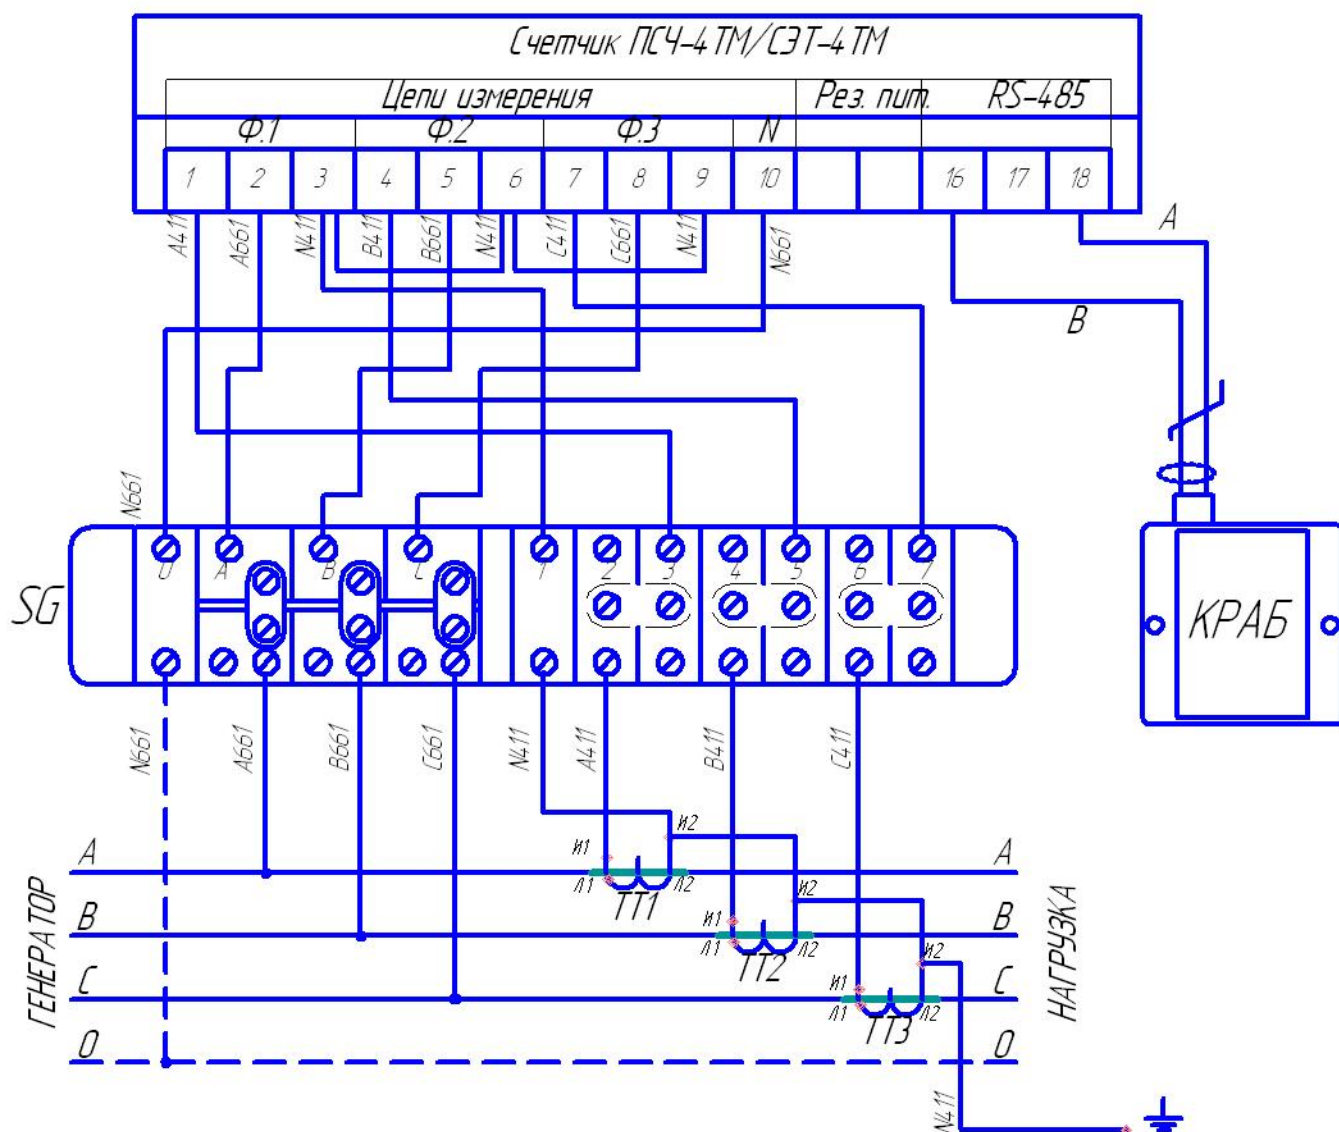 Счетчик ПСЧ-4ТМ/СЭТ-4ТМ
Цепи измерения Рез. пит. RS-485
Ф.1 Ф.2 Ф.3 N
1 2 3 4 5 6 7 8 9 10 16 17 18
A411 A661 N411 B411 B661 N411 C411 C661 N411 N661
A
B
N661
SG
0 A B C 1 2 3 4 5 6 7
КРАБ
N661 A661 B661 C661 N411 A411 B411 C411
И1 И2
A A
Л1 Л2
ТТ1
И1 И2
B B
Л1 Л2
ТТ2
И1 И2
C C
Л1 Л2
ТТ3
0 0
ГЕНЕРАТОР
НАГРУЗКА
N411